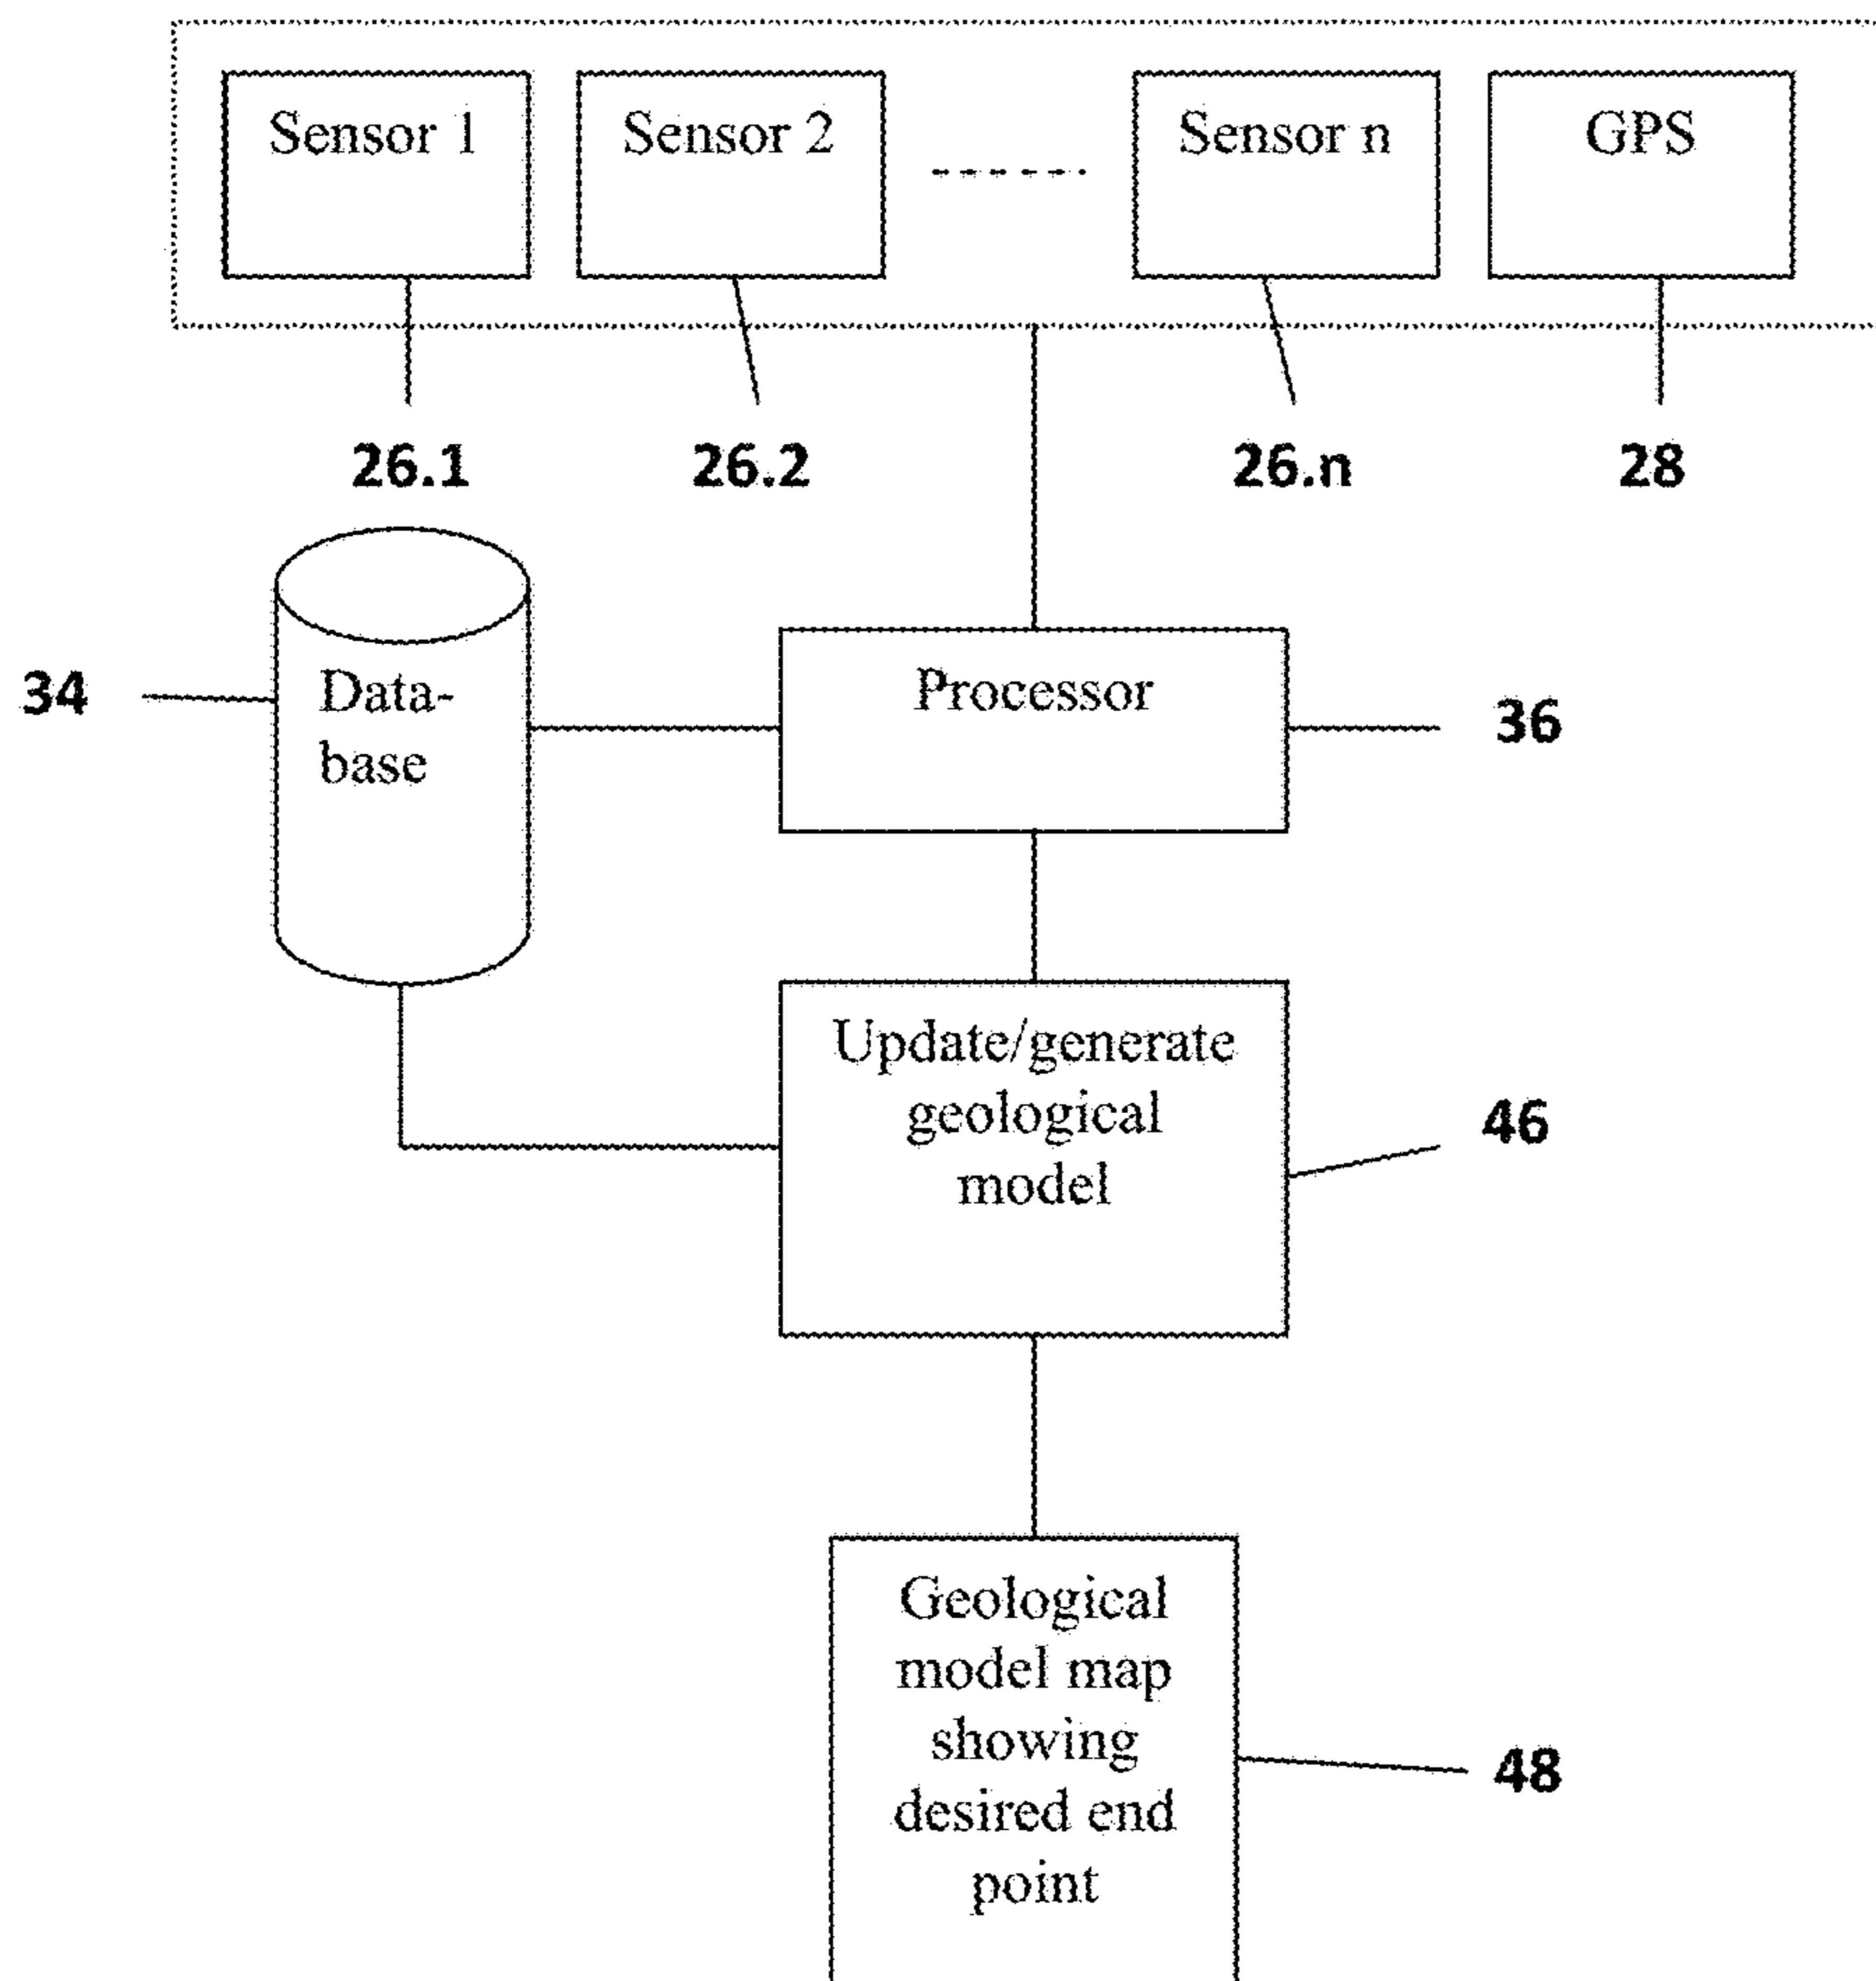 Sensor 1
Sensor 2
Sensor n
GPS
26.1
26.2
26.n
28
34
Data-
base
Processor
36
Update/generate
geological
model
46
Geological
model map
showing
desired end
point
48